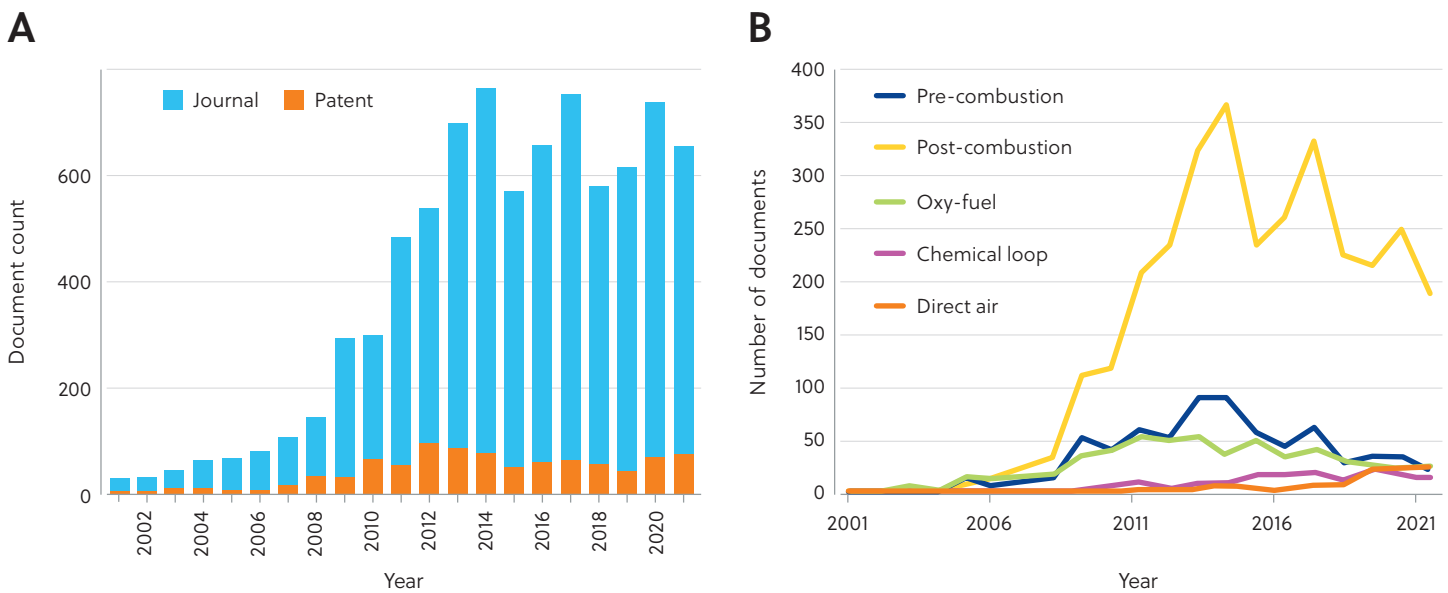 A
Journal
Patent
600
400
200
0
Document count
2002
2004
2006
2008
2010
2012
2014
2016
2018
2020
Year
B
400
350
300
250
200
150
100
50
0
Number of documents
Pre-combustion
Post-combustion
Oxy-fuel
Chemical loop
Direct air
2001
2006
2011
2016
2021
Year